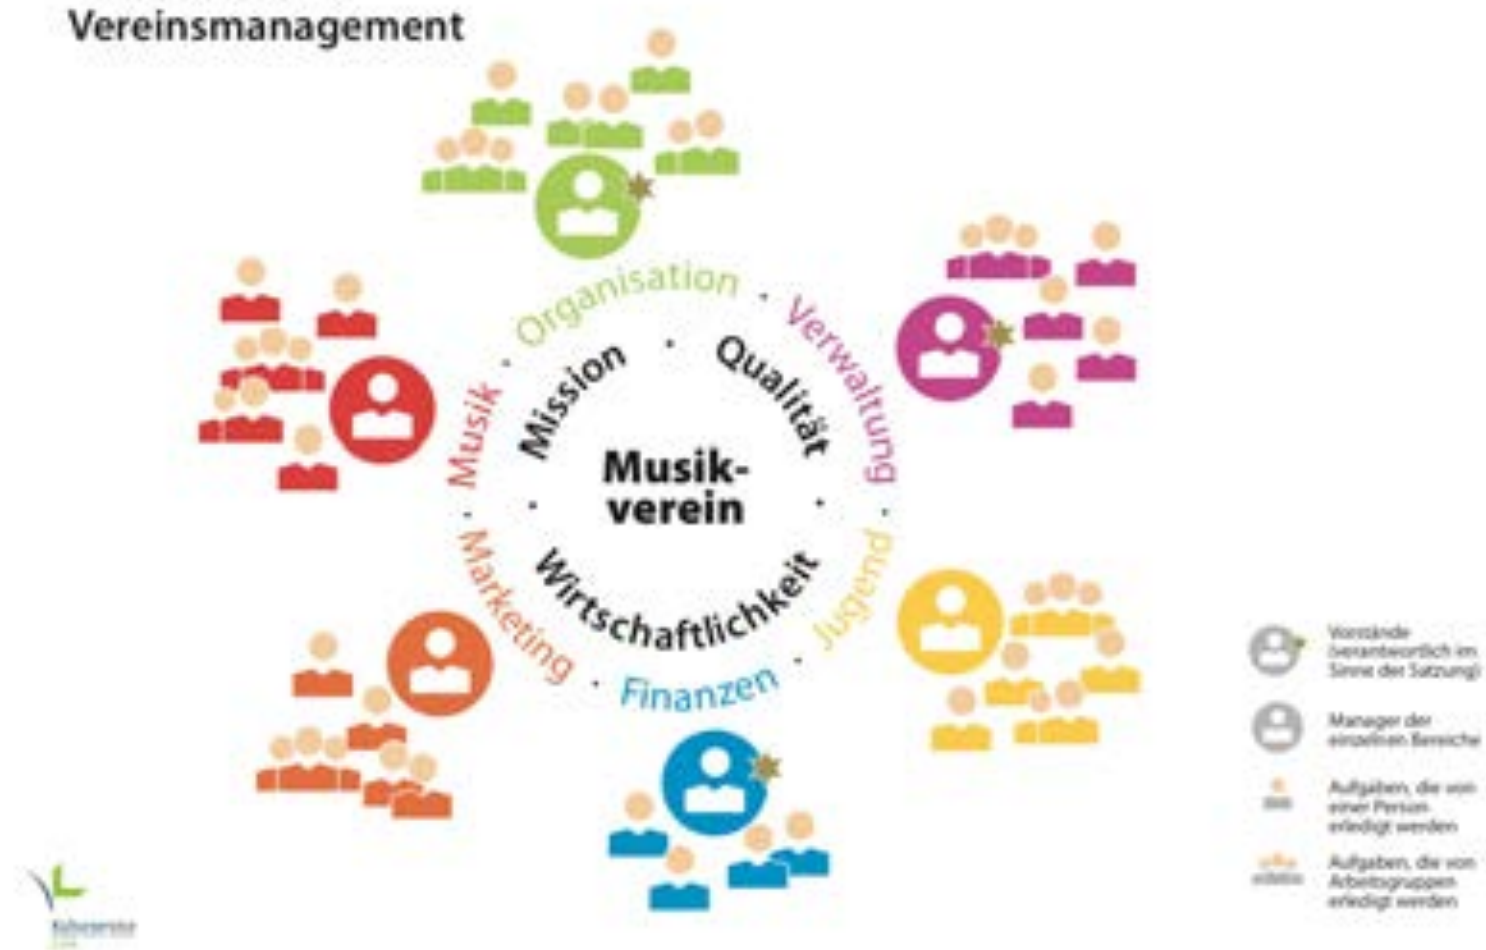 Vereinsmanagement
Organisation
Verwaltung
Musik
Mission
Qualität
Musik-
verein
Marketing
Wirtschaftlichkeit
Jugend
Finanzen
Vorstände
(verantwortlich im
Sinne der Satzung)
Manager der
einzelnen Bereiche
Aufgaben, die von
einer Person
erledigt werden
Aufgaben, die von
Arbeitsgruppen
erledigt werden